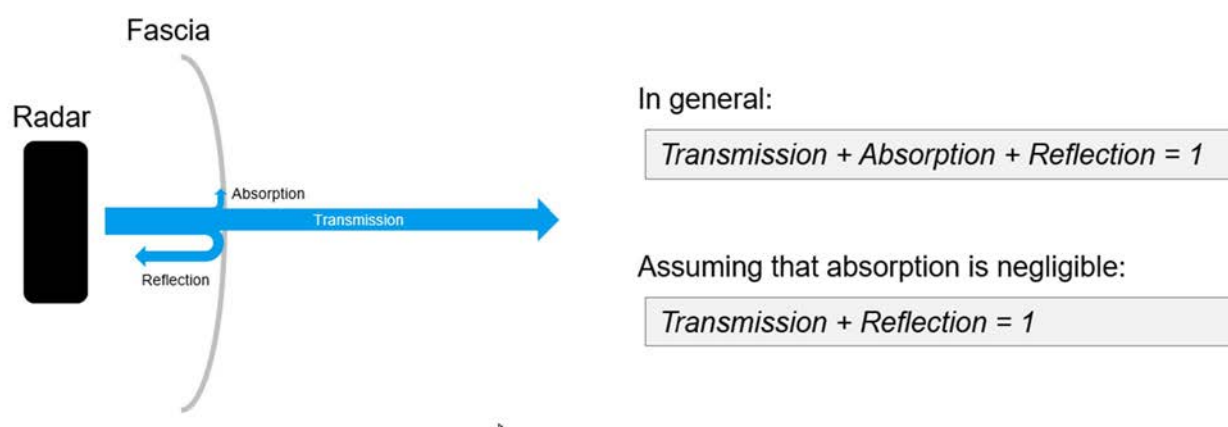 Fascia
Radar
Absorption
Transmission
Reflection
In general:
Transmission + Absorption + Reflection = 1
Assuming that absorption is negligible:
Transmission + Reflection = 1